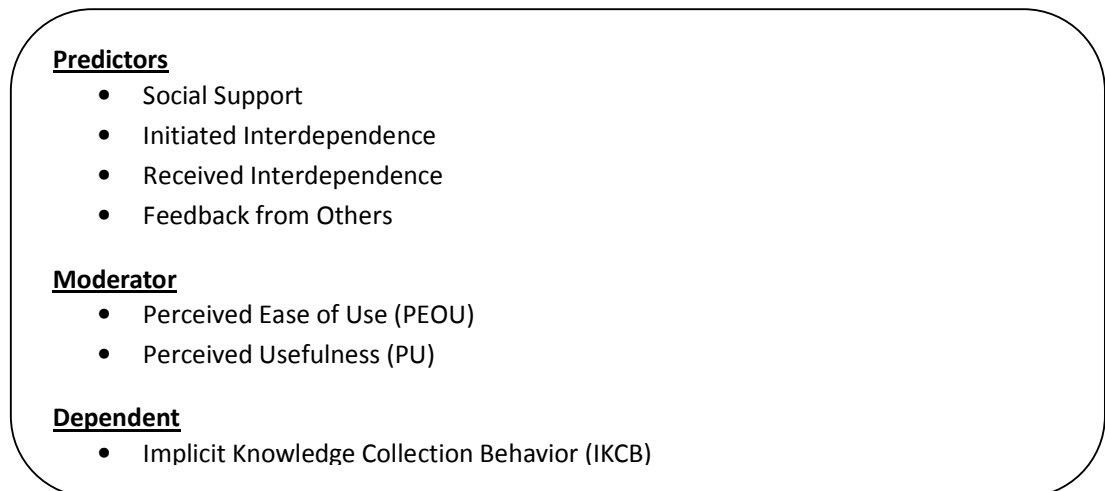 Predictors
• Social Support
• Initiated Interdependence
• Received Interdependence
• Feedback from Others
Moderator
• Perceived Ease of Use (PEOU)
• Perceived Usefulness (PU)
Dependent
• Implicit Knowledge Collection Behavior (IKCB)